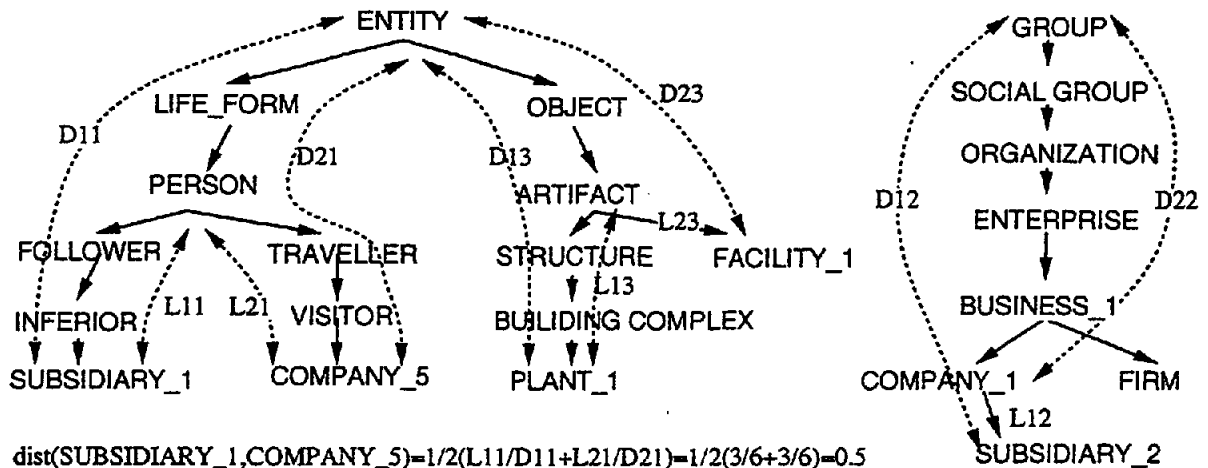 ENTITY
GROUP
LIFE_FORM
OBJECT
D23
SOCIAL GROUP
D11
D21
D13
ORGANIZATION
PERSON
ARTIFACT
D12
D22
L23
ENTERPRISE
FOLLOWER
TRAVELLER
STRUCTURE
FACILITY_1
L11
L21
L13
INFERIOR
VISITOR
BUILIDING COMPLEX
BUSINESS_1
SUBSIDIARY_1
COMPANY_5
PLANT_1
COMPANY_1
FIRM
L12
SUBSIDIARY_2
dist(SUBSIDIARY_1,COMPANY_5)=1/2(L11/D11+L21/D21)=1/2(3/6+3/6)=0.5